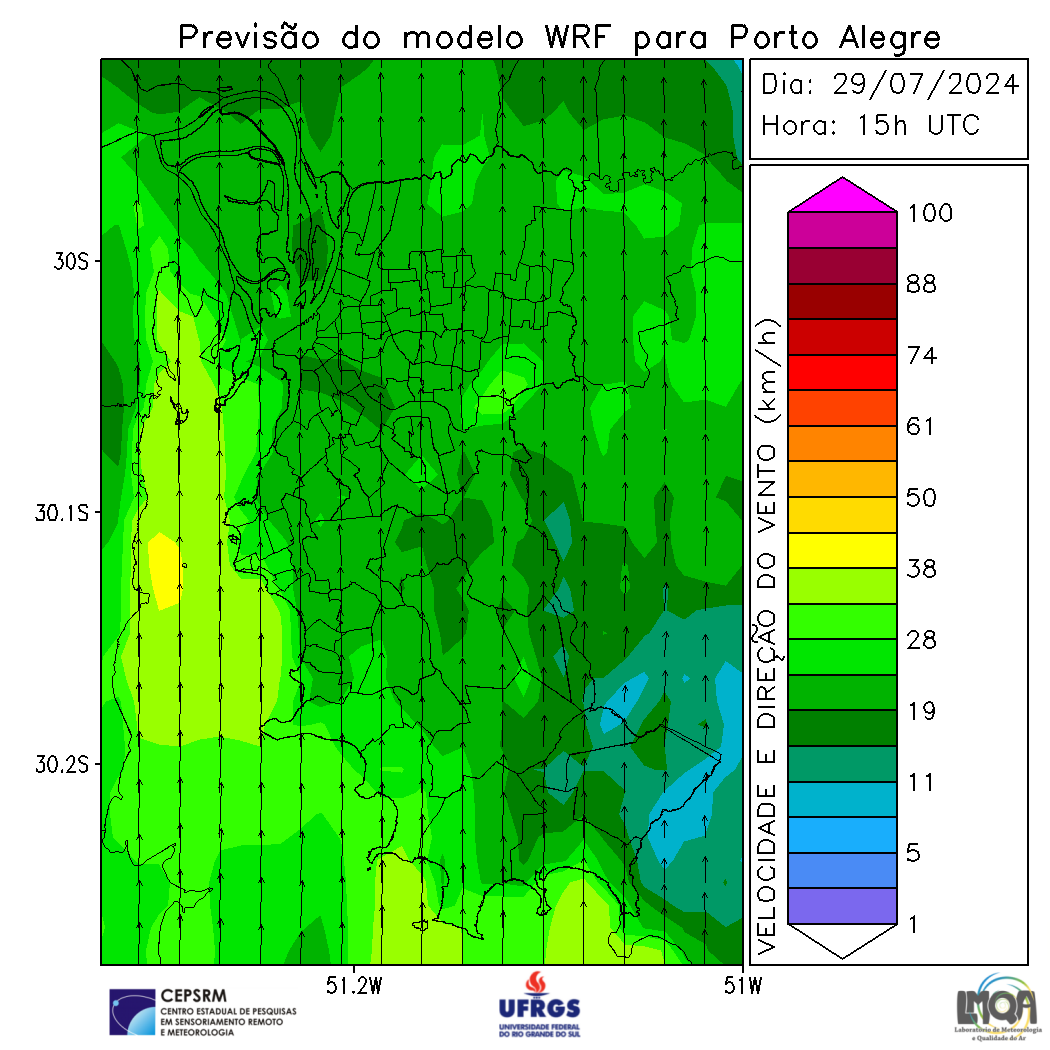 Previsão do modelo WRF para Porto Alegre
Dia: 29/07/2024
Hora: 15h UTC
30S
30.1S
30.2S
51.2W
51W
VELOCIDADE E DIREÇÃO DO VENTO (km/h)
100
88
74
61
50
38
28
19
11
5
1
CEPSRM
CENTRO ESTADUAL DE PESQUISAS
EM SENSORIAMENTO REMOTO
E METEOROLOGIA
UFRGS
UNIVERSIDADE FEDERAL
DO RIO GRANDE DO SUL
LMQA
Laboratório de Meteorologia
e Qualidade do Ar